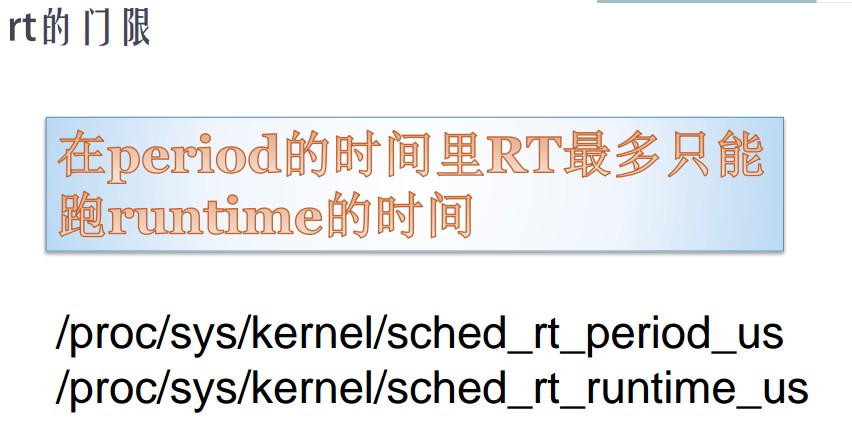 rt的门限
在period的时间里RT最多只能
跑runtime的时间
/proc/sys/kernel/sched_rt_period_us
/proc/sys/kernel/sched_rt_runtime_us